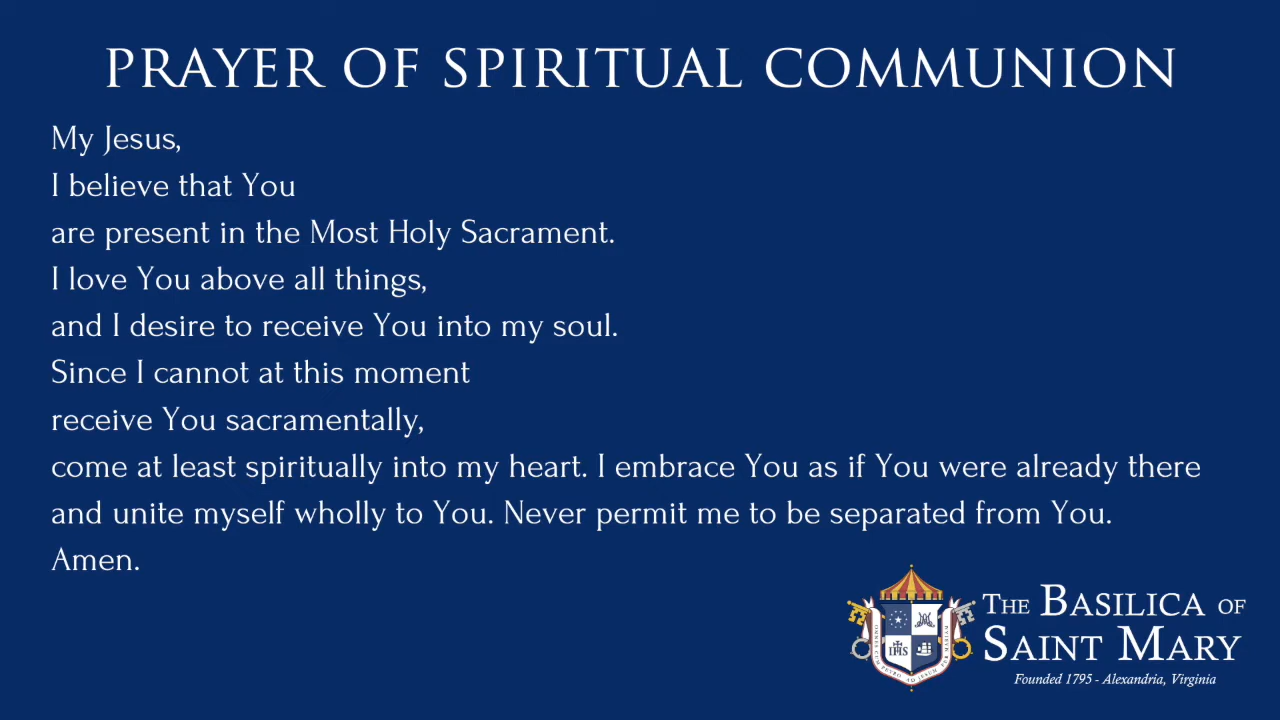 PRAYER OF SPIRITUAL COMMUNION
My Jesus,
I believe that You
are present in the Most Holy Sacrament.
I love You above all things,
and I desire to receive You into my soul.
Since I cannot at this moment
receive You sacramentally,
come at least spiritually into my heart. I embrace You as if You were already there
and unite myself wholly to You. Never permit me to be separated from You.
Amen.
THE BASILICA OF
SAINT MARY
Founded 1795 - Alexandria, Virginia
IHS